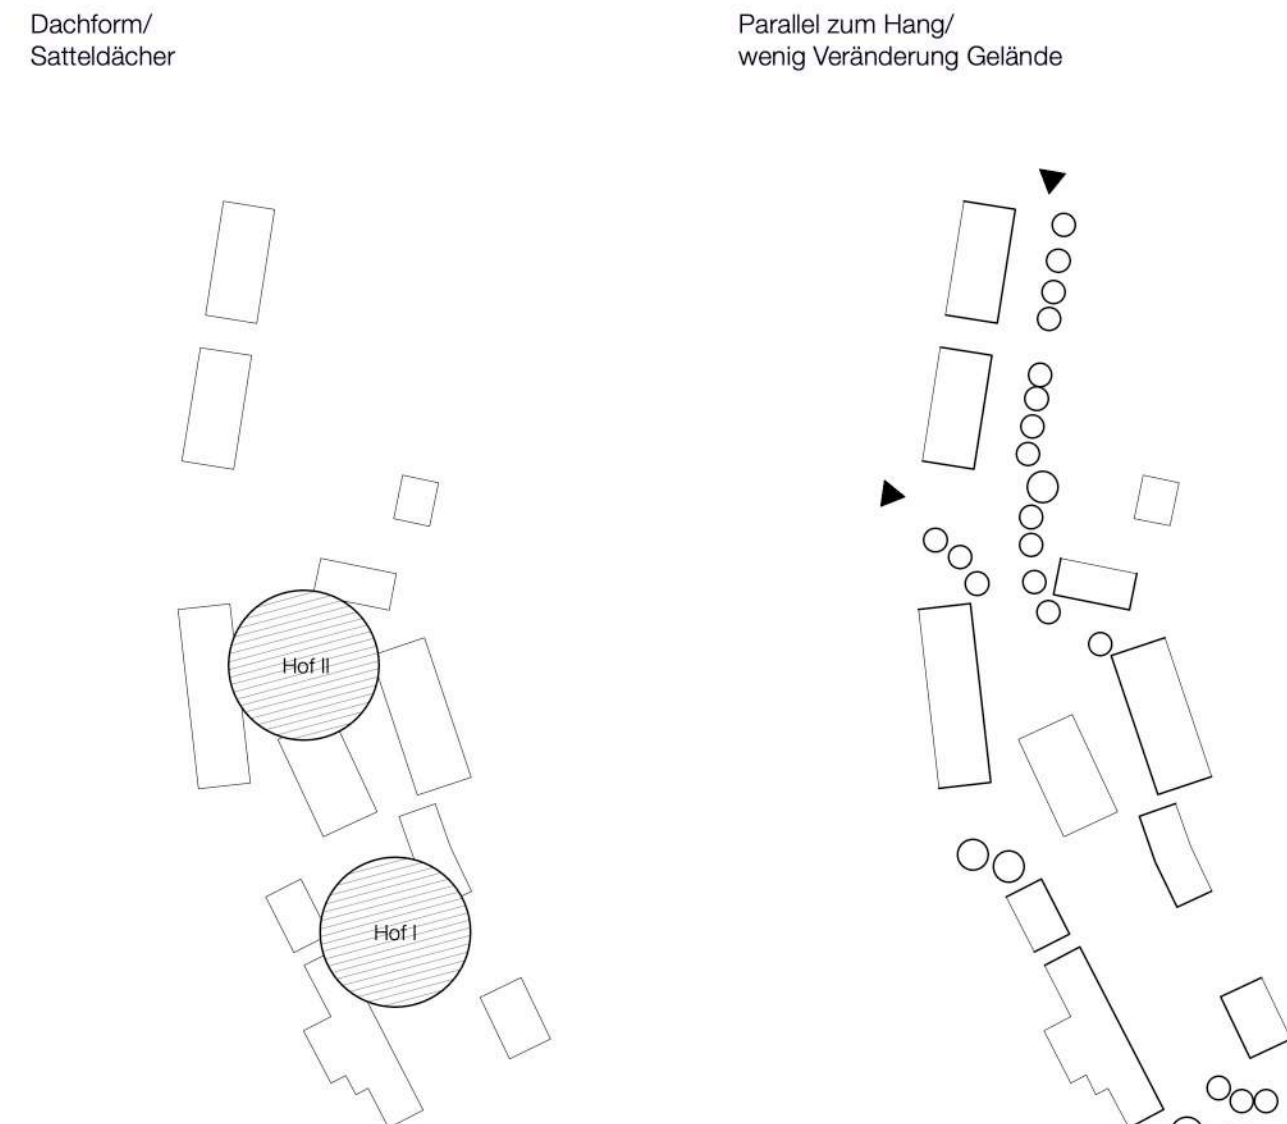 Dachform/
Satteldächer
Parallel zum Hang/
wenig Veränderung Gelände
Hof II
Hof I